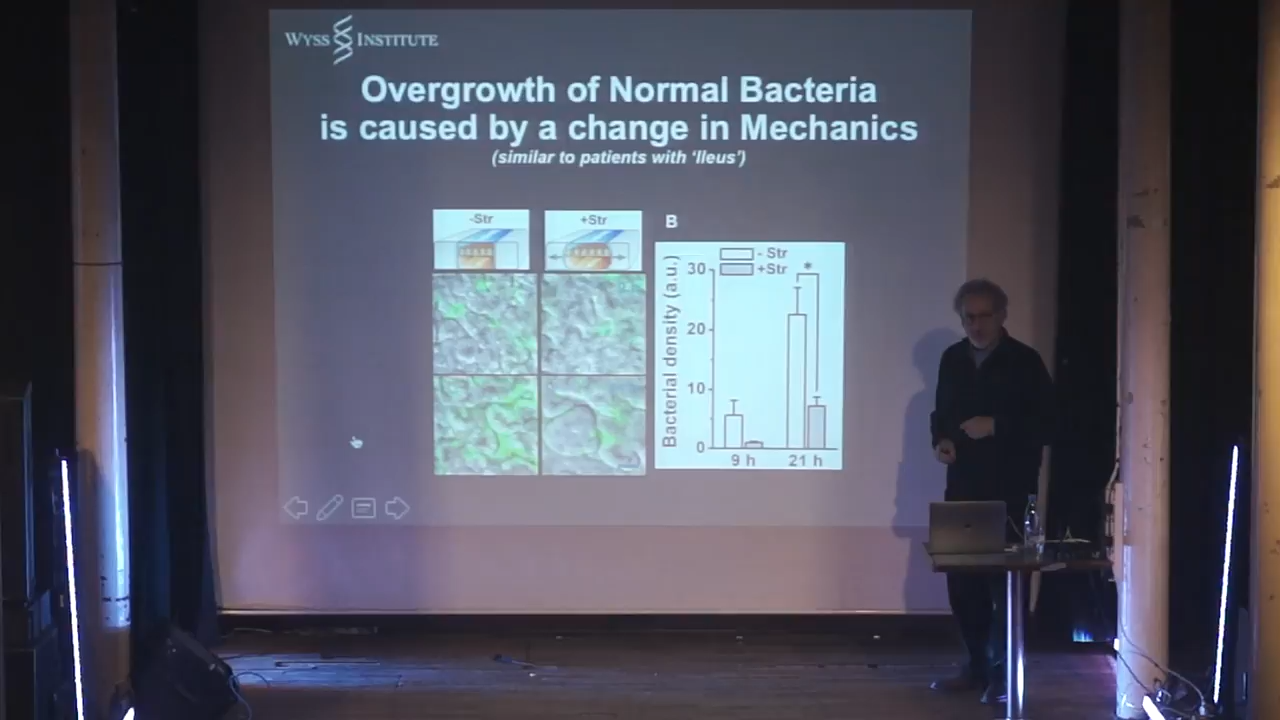 WYSS INSTITUTE
Overgrowth of Normal Bacteria
is caused by a change in Mechanics
(similar to patients with 'Ileus')
-Str
+Str
B
- Str
+Str
*
Bacterial density (a.u.)
30
20
10
0
9 h
21 h